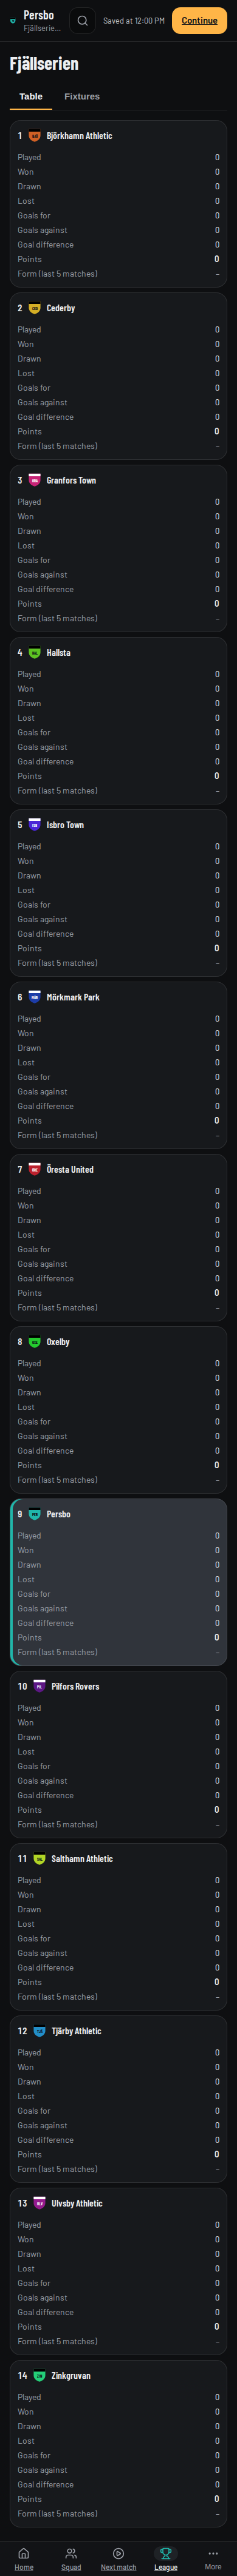 Persbo
Fjällserie...
Saved at 12:00 PM
Continue
Fjällserien
Table Fixtures
1 Björkhamn Athletic
Played 0
Won 0
Drawn 0
Lost 0
Goals for 0
Goals against 0
Goal difference 0
Points 0
Form (last 5 matches) –
2 Cederby
Played 0
Won 0
Drawn 0
Lost 0
Goals for 0
Goals against 0
Goal difference 0
Points 0
Form (last 5 matches) –
3 Granfors Town
Played 0
Won 0
Drawn 0
Lost 0
Goals for 0
Goals against 0
Goal difference 0
Points 0
Form (last 5 matches) –
4 Hallsta
Played 0
Won 0
Drawn 0
Lost 0
Goals for 0
Goals against 0
Goal difference 0
Points 0
Form (last 5 matches) –
5 Isbro Town
Played 0
Won 0
Drawn 0
Lost 0
Goals for 0
Goals against 0
Goal difference 0
Points 0
Form (last 5 matches) –
6 Mörkmark Park
Played 0
Won 0
Drawn 0
Lost 0
Goals for 0
Goals against 0
Goal difference 0
Points 0
Form (last 5 matches) –
7 Öresta United
Played 0
Won 0
Drawn 0
Lost 0
Goals for 0
Goals against 0
Goal difference 0
Points 0
Form (last 5 matches) –
8 Oxelby
Played 0
Won 0
Drawn 0
Lost 0
Goals for 0
Goals against 0
Goal difference 0
Points 0
Form (last 5 matches) –
9 Persbo
Played 0
Won 0
Drawn 0
Lost 0
Goals for 0
Goals against 0
Goal difference 0
Points 0
Form (last 5 matches) –
10 Pilfors Rovers
Played 0
Won 0
Drawn 0
Lost 0
Goals for 0
Goals against 0
Goal difference 0
Points 0
Form (last 5 matches) –
11 Salthamn Athletic
Played 0
Won 0
Drawn 0
Lost 0
Goals for 0
Goals against 0
Goal difference 0
Points 0
Form (last 5 matches) –
12 Tjärby Athletic
Played 0
Won 0
Drawn 0
Lost 0
Goals for 0
Goals against 0
Goal difference 0
Points 0
Form (last 5 matches) –
13 Ulvsby Athletic
Played 0
Won 0
Drawn 0
Lost 0
Goals for 0
Goals against 0
Goal difference 0
Points 0
Form (last 5 matches) –
14 Zinkgruvan
Played 0
Won 0
Drawn 0
Lost 0
Goals for 0
Goals against 0
Goal difference 0
Points 0
Form (last 5 matches) –
Home Squad Next match League More